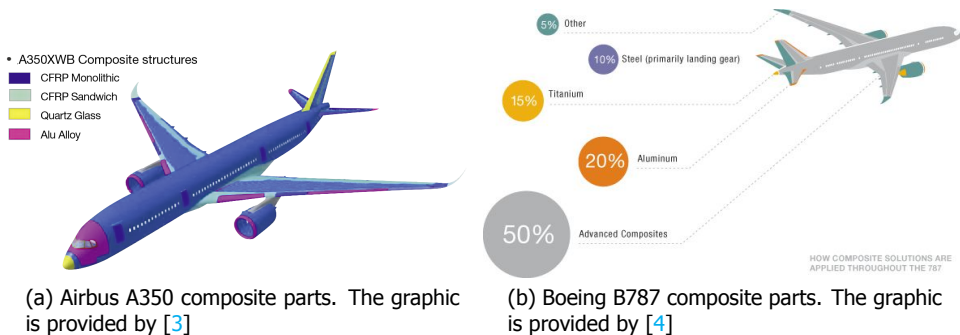 • A350XWB Composite structures
CFRP Monolithic
CFRP Sandwich
Quartz Glass
Alu Alloy
(a) Airbus A350 composite parts. The graphic
is provided by [3]
5% Other
10% Steel (primarily landing gear)
15% Titanium
20% Aluminum
50% Advanced Composites
HOW COMPOSITE SOLUTIONS ARE
APPLIED THROUGHOUT THE 787
(b) Boeing B787 composite parts. The graphic
is provided by [4]